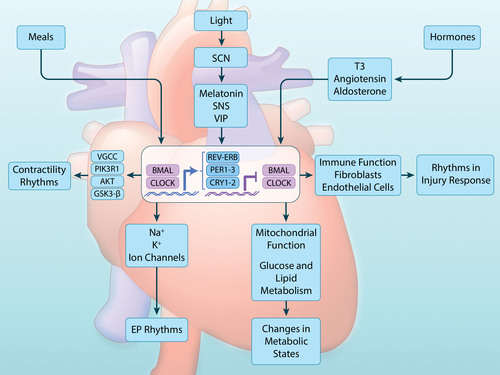 Light
Meals
Hormones
SCN
T3
Angiotensin
Aldosterone
Melatonin
SNS
VIP
Contractility
Rhythms
VGCC
PIK3R1
AKT
GSK3-β
BMAL
CLOCK
REV-ERB
PER1-3
CRY1-2
BMAL
CLOCK
Immune Function
Fibroblasts
Endothelial Cells
Rhythms in
Injury Response
Na⁺
K⁺
Ion Channels
Mitochondrial
Function
Glucose and
Lipid
Metabolism
EP Rhythms
Changes in
Metabolic
States